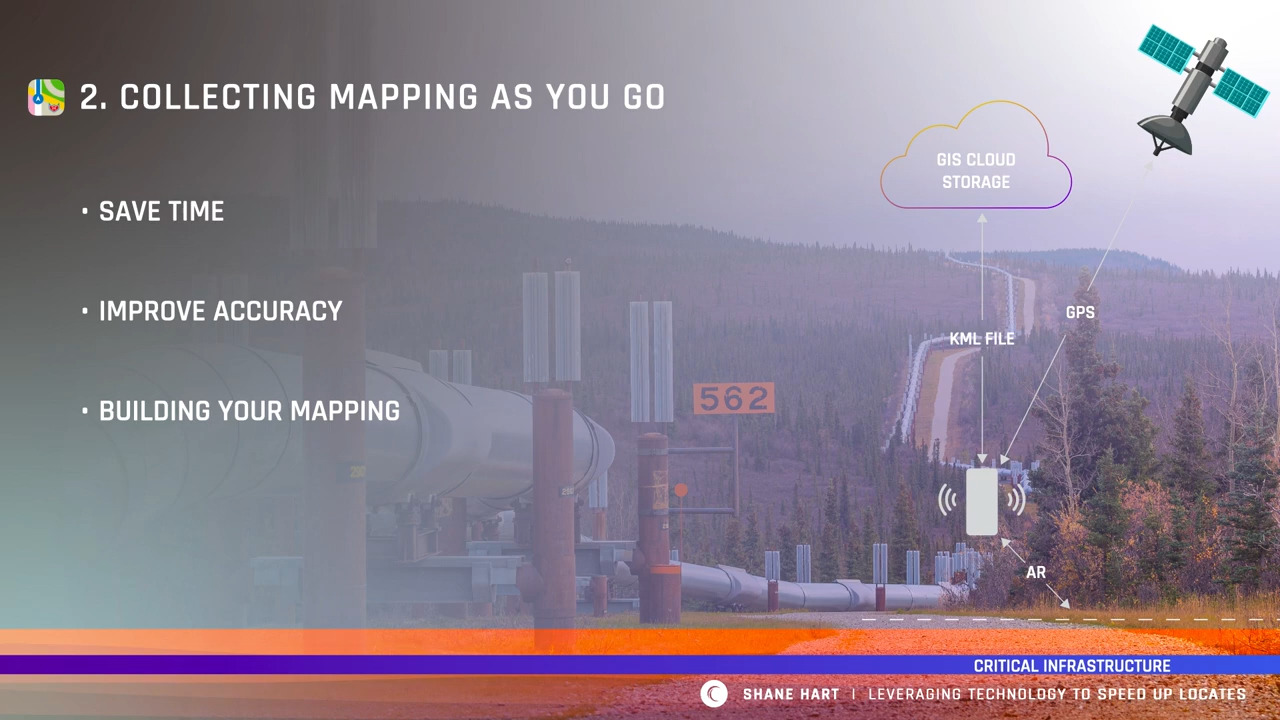 2. COLLECTING MAPPING AS YOU GO
• SAVE TIME
• IMPROVE ACCURACY
• BUILDING YOUR MAPPING
GIS CLOUD
STORAGE
GPS
KML FILE
562
AR
CRITICAL INFRASTRUCTURE
SHANE HART | LEVERAGING TECHNOLOGY TO SPEED UP LOCATES